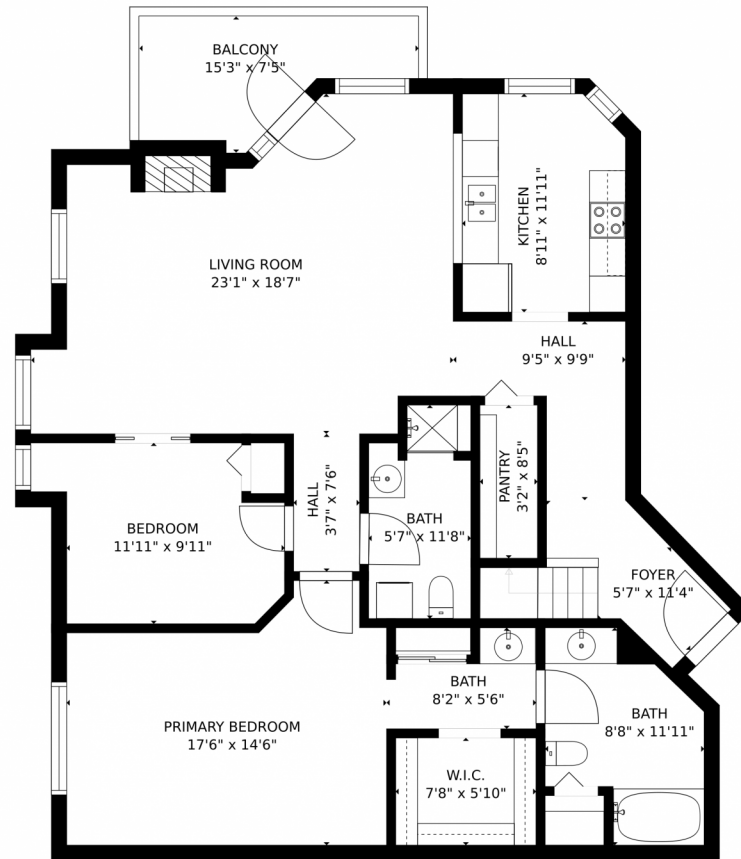 BALCONY
15'3" x 7'5"
KITCHEN
8'11" x 11'11"
LIVING ROOM
23'1" x 18'7"
HALL
9'5" x 9'9"
PANTRY
3'2" x 8'5"
HALL
3'7" x 7'6"
BATH
5'7" x 11'8"
BEDROOM
11'11" x 9'11"
FOYER
5'7" x 11'4"
BATH
8'2" x 5'6"
BATH
8'8" x 11'11"
PRIMARY BEDROOM
17'6" x 14'6"
W.I.C.
7'8" x 5'10"